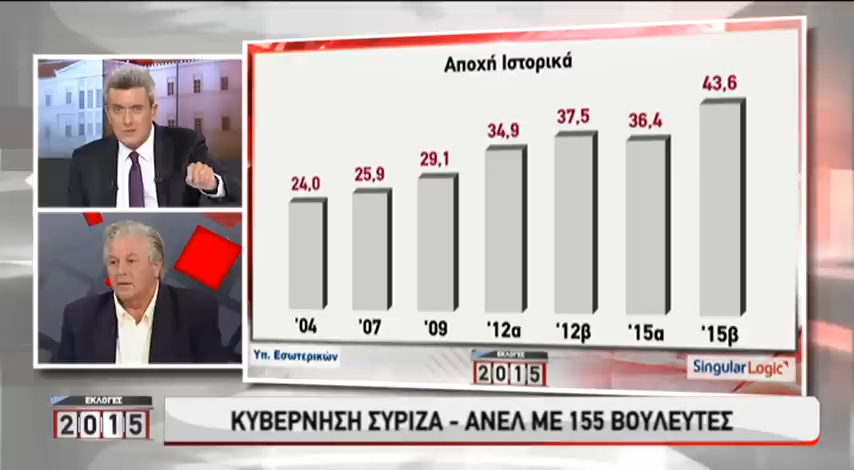 Αποχή Ιστορικά
24,0
25,9
29,1
34,9
37,5
36,4
43,6
'04
'07
'09
'12α
'12β
'15α
'15β
Υπ. Εσωτερικών
ΕΚΛΟΓΕΣ
2015
SingularLogic
ΕΚΛΟΓΕΣ
2015
ΚΥΒΕΡΝΗΣΗ ΣΥΡΙΖΑ - ΑΝΕΛ ΜΕ 155 ΒΟΥΛΕΥΤΕΣ